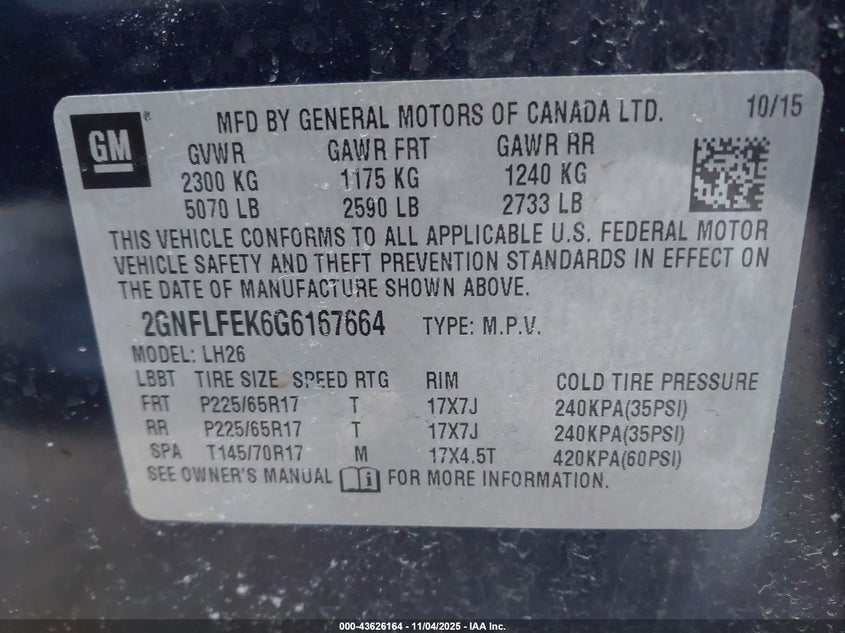 GM ® MFD BY GENERAL MOTORS OF CANADA LTD. 10/15
GVWR GAWR FRT GAWR RR
2300 KG 1175 KG 1240 KG
5070 LB 2590 LB 2733 LB
THIS VEHICLE CONFORMS TO ALL APPLICABLE U.S. FEDERAL MOTOR
VEHICLE SAFETY AND THEFT PREVENTION STANDARDS IN EFFECT ON
THE DATE OF MANUFACTURE SHOWN ABOVE.
2GNFLFEK6G6167664 TYPE: M.P.V.
MODEL: LH26
LBBT TIRE SIZE SPEED RTG RIM COLD TIRE PRESSURE
FRT P225/65R17 T 17X7J 240KPA(35PSI)
RR P225/65R17 T 17X7J 240KPA(35PSI)
SPA T145/70R17 M 17X4.5T 420KPA(60PSI)
SEE OWNER'S MANUAL i FOR MORE INFORMATION.
000-43626164 - 11/04/2025 - IAA Inc.